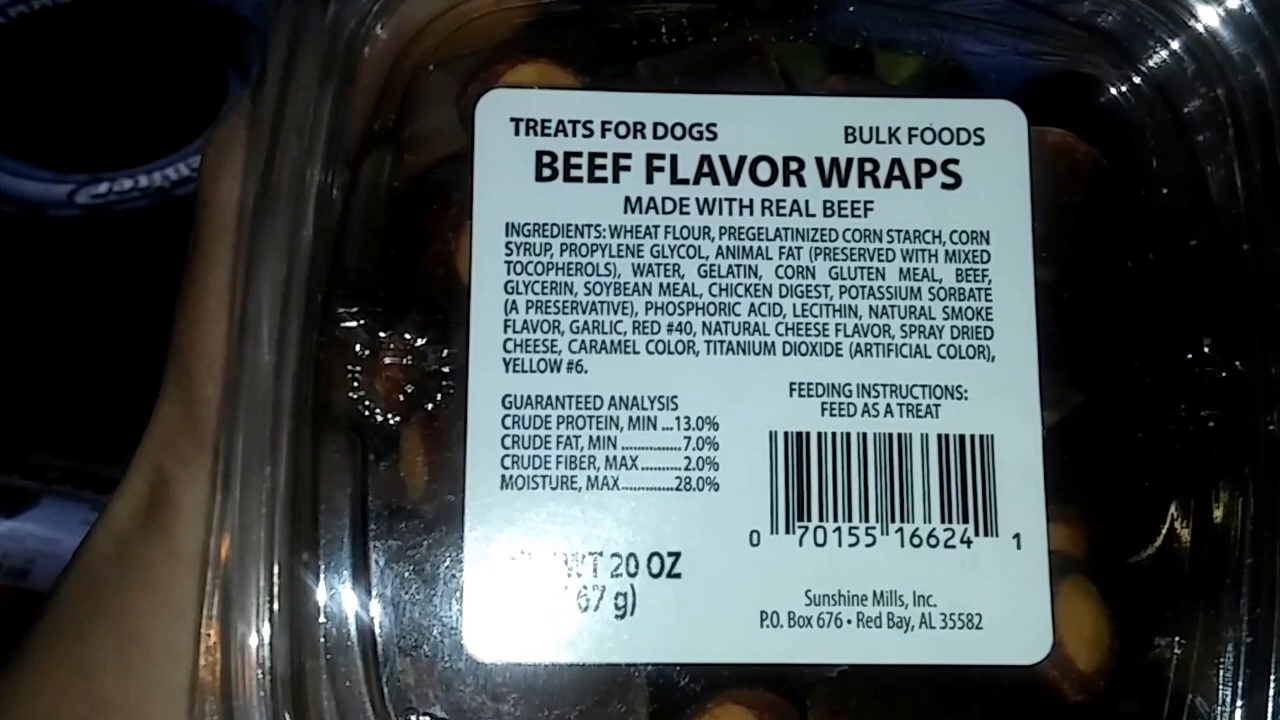 TREATS FOR DOGS BULK FOODS
BEEF FLAVOR WRAPS
MADE WITH REAL BEEF
INGREDIENTS: WHEAT FLOUR, PREGELATINIZED CORN STARCH, CORN
SYRUP, PROPYLENE GLYCOL, ANIMAL FAT (PRESERVED WITH MIXED
TOCOPHEROLS), WATER, GELATIN, CORN GLUTEN MEAL, BEEF,
GLYCERIN, SOYBEAN MEAL, CHICKEN DIGEST, POTASSIUM SORBATE
(A PRESERVATIVE), PHOSPHORIC ACID, LECITHIN, NATURAL SMOKE
FLAVOR, GARLIC, RED #40, NATURAL CHEESE FLAVOR, SPRAY DRIED
CHEESE, CARAMEL COLOR, TITANIUM DIOXIDE (ARTIFICIAL COLOR),
YELLOW #6.
GUARANTEED ANALYSIS
CRUDE PROTEIN, MIN ...13.0%
CRUDE FAT, MIN ...............7.0%
CRUDE FIBER, MAX..........2.0%
MOISTURE, MAX.............28.0%
FEEDING INSTRUCTIONS:
FEED AS A TREAT
0 70155 16624 1
WT 20 OZ
67 g)
Sunshine Mills, Inc.
P.O. Box 676 • Red Bay, AL 35582